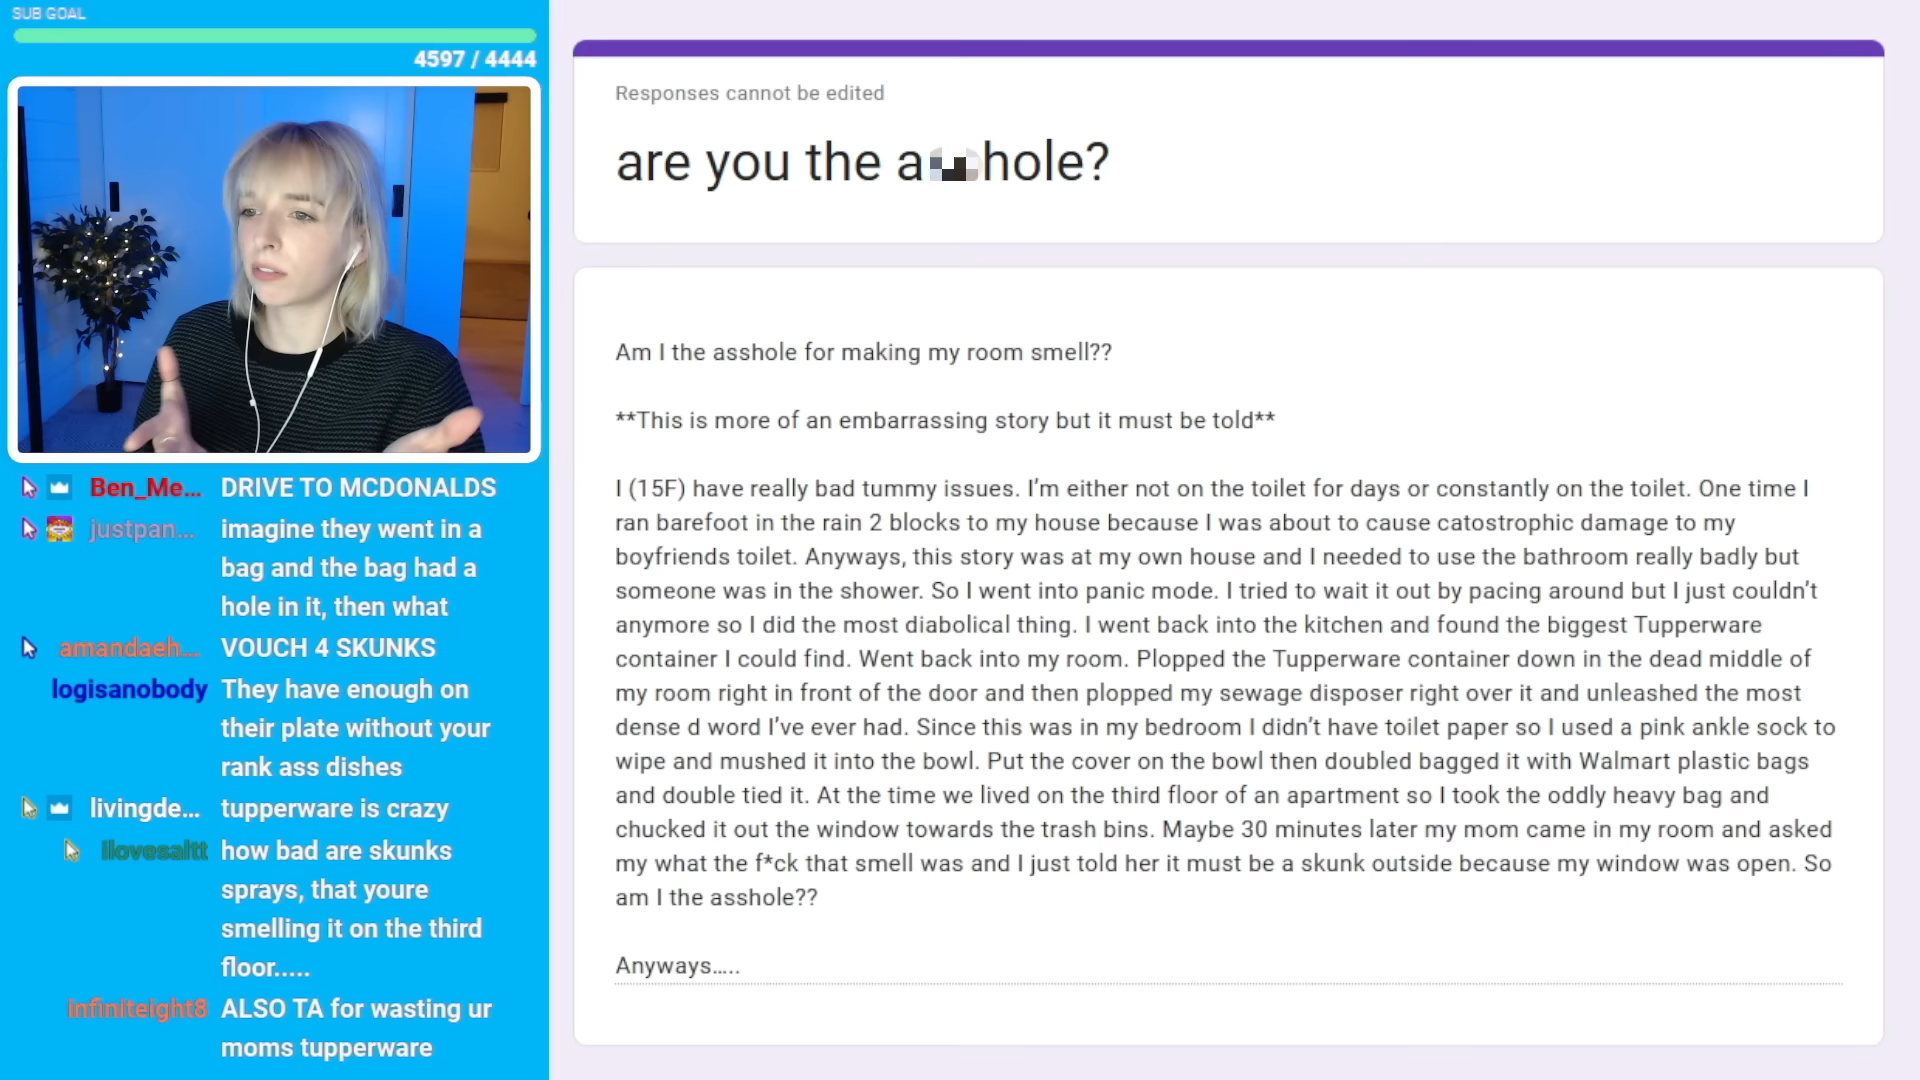 SUB GOAL
4597 / 4444
Ben_Me... DRIVE TO MCDONALDS
justpan... imagine they went in a
bag and the bag had a
hole in it, then what
amandaeh... VOUCH 4 SKUNKS
logisanobody They have enough on
their plate without your
rank ass dishes
livingde... tupperware is crazy
ilovesaltt how bad are skunks
sprays, that youre
smelling it on the third
floor.....
infiniteight8 ALSO TA for wasting ur
moms tupperware
Responses cannot be edited
are you the a hole?
Am I the asshole for making my room smell??
**This is more of an embarrassing story but it must be told**
I (15F) have really bad tummy issues. I’m either not on the toilet for days or constantly on the toilet. One time I
ran barefoot in the rain 2 blocks to my house because I was about to cause catostrophic damage to my
boyfriends toilet. Anyways, this story was at my own house and I needed to use the bathroom really badly but
someone was in the shower. So I went into panic mode. I tried to wait it out by pacing around but I just couldn’t
anymore so I did the most diabolical thing. I went back into the kitchen and found the biggest Tupperware
container I could find. Went back into my room. Plopped the Tupperware container down in the dead middle of
my room right in front of the door and then plopped my sewage disposer right over it and unleashed the most
dense d word I’ve ever had. Since this was in my bedroom I didn’t have toilet paper so I used a pink ankle sock to
wipe and mushed it into the bowl. Put the cover on the bowl then doubled bagged it with Walmart plastic bags
and double tied it. At the time we lived on the third floor of an apartment so I took the oddly heavy bag and
chucked it out the window towards the trash bins. Maybe 30 minutes later my mom came in my room and asked
my what the f*ck that smell was and I just told her it must be a skunk outside because my window was open. So
am I the asshole??
Anyways.....